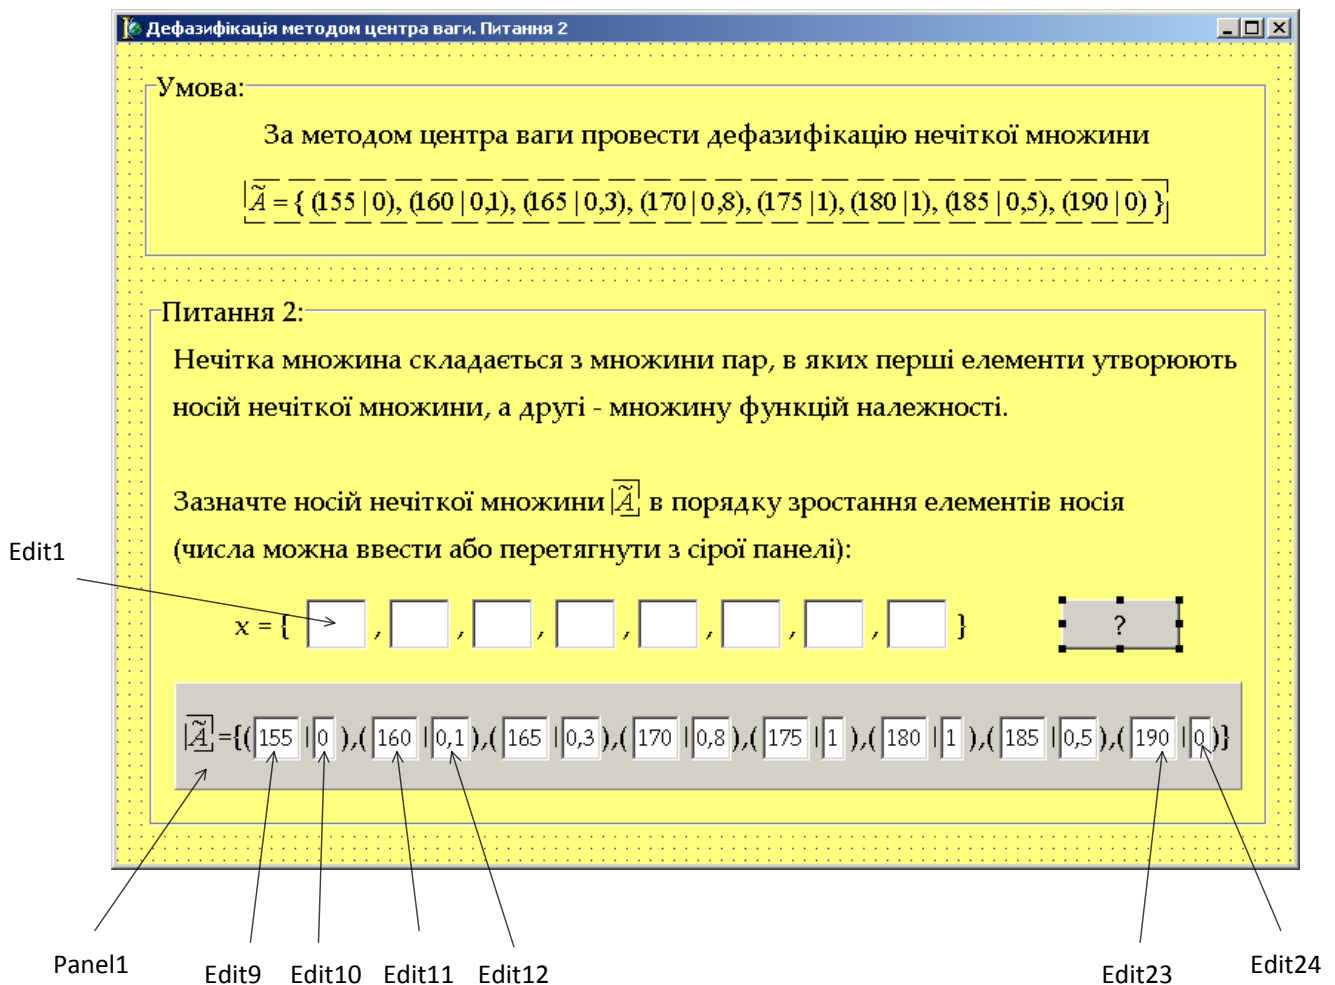 Дефазифікація методом центра ваги. Питання 2
Умова:
За методом центра ваги провести дефазифікацію нечіткої множини
Ã = { (155 | 0), (160 | 0,1), (165 | 0,3), (170 | 0,8), (175 | 1), (180 | 1), (185 | 0,5), (190 | 0) }
Питання 2:
Нечітка множина складається з множини пар, в яких перші елементи утворюють
носій нечіткої множини, а другі - множину функцій належності.
Зазначте носій нечіткої множини Ã в порядку зростання елементів носія
(числа можна ввести або перетягнути з сірої панелі):
Edit1
x = { , , , , , , , } ?
Ã ={( 155 | 0 ),( 160 | 0,1 ),( 165 | 0,3 ),( 170 | 0,8 ),( 175 | 1 ),( 180 | 1 ),( 185 | 0,5 ),( 190 | 0 )}
Panel1 Edit9 Edit10 Edit11 Edit12 Edit23 Edit24